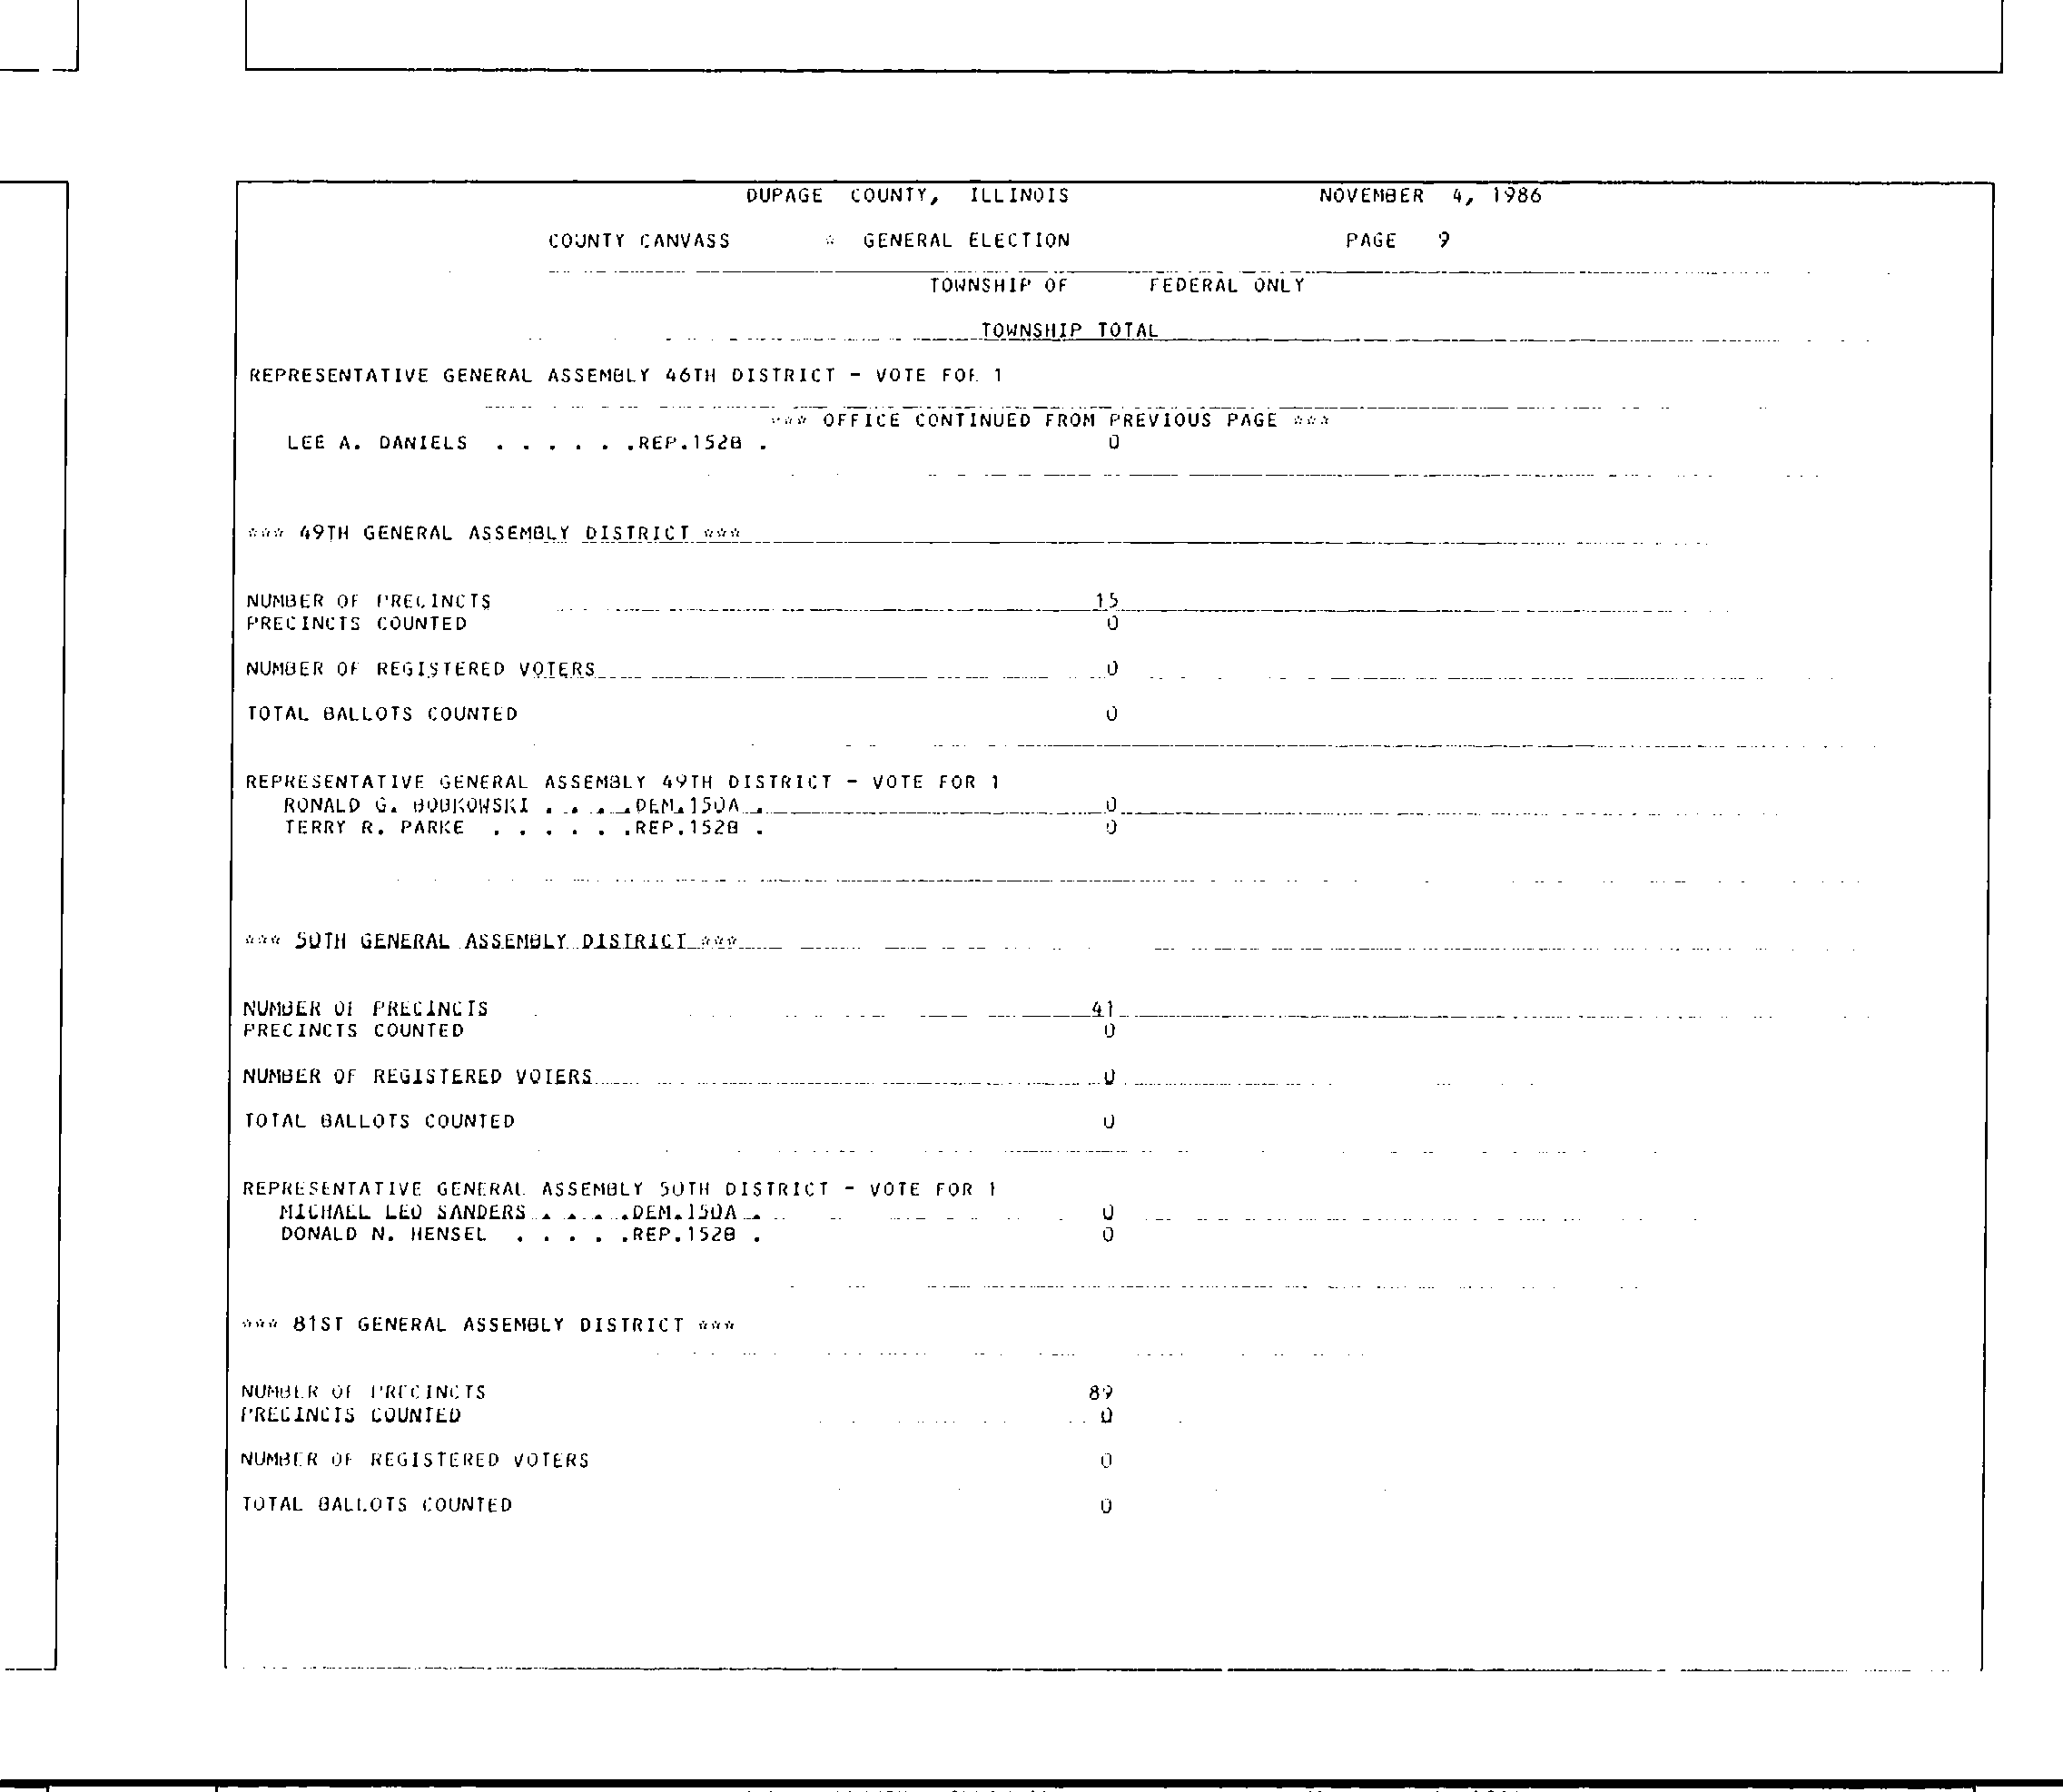 DUPAGE COUNTY, ILLINOIS NOVEMBER 4, 1986
COUNTY CANVASS * GENERAL ELECTION PAGE 9
TOWNSHIP OF FEDERAL ONLY
TOWNSHIP TOTAL
REPRESENTATIVE GENERAL ASSEMBLY 46TH DISTRICT - VOTE FOR 1
*** OFFICE CONTINUED FROM PREVIOUS PAGE ***
LEE A. DANIELS . . . . . .REP.152B . 0
*** 49TH GENERAL ASSEMBLY DISTRICT ***
NUMBER OF PRECINCTS 15
PRECINCTS COUNTED 0
NUMBER OF REGISTERED VOTERS 0
TOTAL BALLOTS COUNTED 0
REPRESENTATIVE GENERAL ASSEMBLY 49TH DISTRICT - VOTE FOR 1
RONALD G. BOBKOWSKI . . . .DEM.150A . 0
TERRY R. PARKE . . . . . .REP.152B . 0
*** 50TH GENERAL ASSEMBLY DISTRICT ***
NUMBER OF PRECINCTS 41
PRECINCTS COUNTED 0
NUMBER OF REGISTERED VOTERS 0
TOTAL BALLOTS COUNTED 0
REPRESENTATIVE GENERAL ASSEMBLY 50TH DISTRICT - VOTE FOR 1
MICHAEL LEO SANDERS . . . .DEM.150A . 0
DONALD N. HENSEL . . . . .REP.152B . 0
*** 81ST GENERAL ASSEMBLY DISTRICT ***
NUMBER OF PRECINCTS 89
PRECINCTS COUNTED 0
NUMBER OF REGISTERED VOTERS 0
TOTAL BALLOTS COUNTED 0